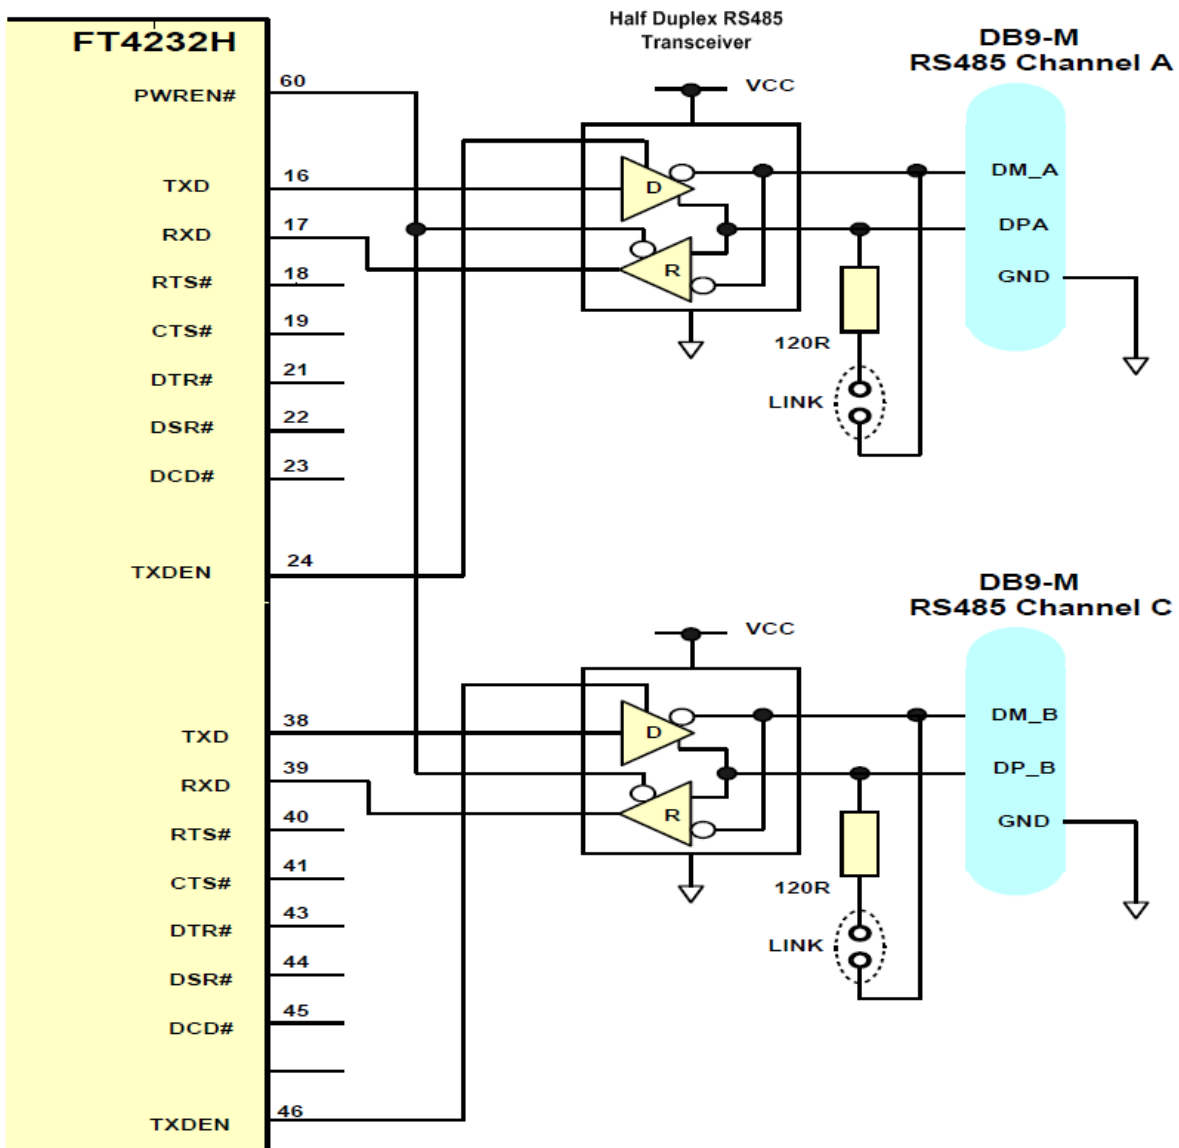 Half Duplex RS485
Transceiver
FT4232H
DB9-M
RS485 Channel A
PWREN#
60
VCC
TXD
16
D
DM_A
RXD
17
DPA
R
RTS#
18
GND
CTS#
19
120R
DTR#
21
LINK
DSR#
22
DCD#
23
TXDEN
24
DB9-M
RS485 Channel C
VCC
TXD
38
D
DM_B
RXD
39
DP_B
R
RTS#
40
GND
CTS#
41
120R
DTR#
43
LINK
DSR#
44
DCD#
45
TXDEN
46